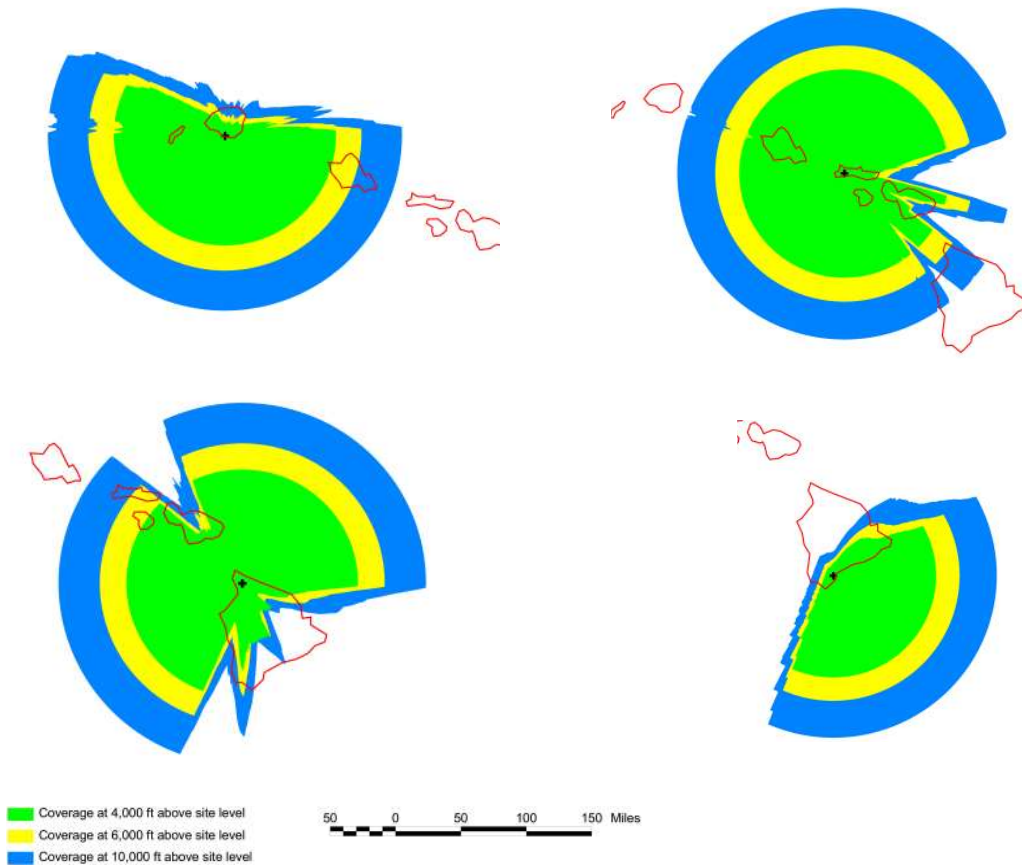 Coverage at 4,000 ft above site level
Coverage at 6,000 ft above site level
Coverage at 10,000 ft above site level
50 0 50 100 150 Miles